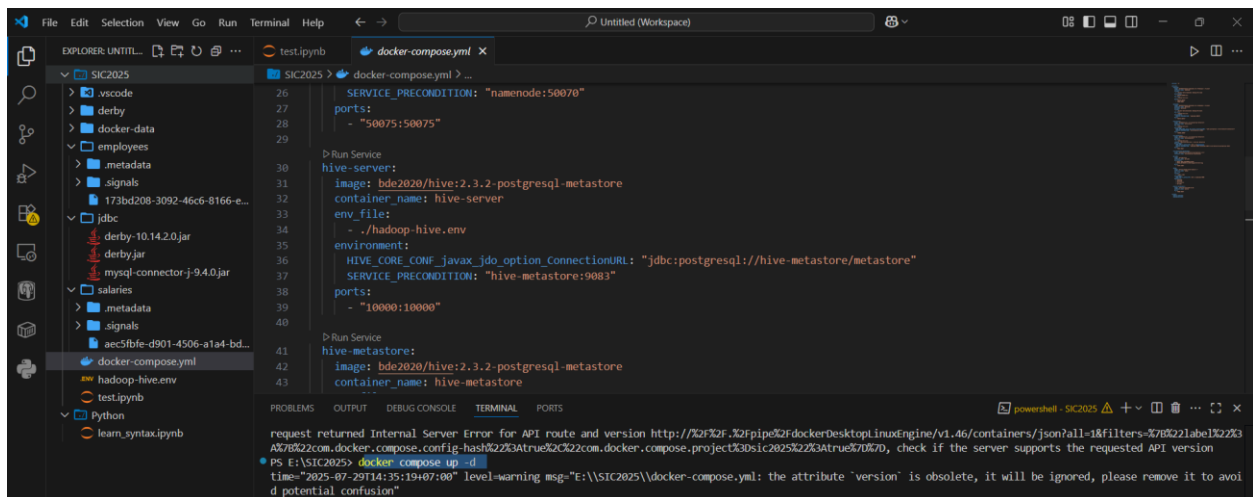 File Edit Selection View Go Run Terminal Help
Untitled (Workspace)
EXPLORER: UNTITL...
test.ipynb
docker-compose.yml
SIC2025 > docker-compose.yml > ...
SIC2025
.vscode
derby
docker-data
employees
.metadata
.signals
173bd208-3092-46c6-8166-e...
jdbc
derby-10.14.2.0.jar
derby.jar
mysql-connector-j-9.4.0.jar
salaries
.metadata
.signals
aec5fbfe-d901-4506-a1a4-bd...
docker-compose.yml
.ENV hadoop-hive.env
test.ipynb
Python
learn_syntax.ipynb
26 SERVICE_PRECONDITION: "namenode:50070"
27 ports:
28 - "50075:50075"
29
Run Service
30 hive-server:
31 image: bde2020/hive:2.3.2-postgresql-metastore
32 container_name: hive-server
33 env_file:
34 - ./hadoop-hive.env
35 environment:
36 HIVE_CORE_CONF_javax_jdo_option_ConnectionURL: "jdbc:postgresql://hive-metastore/metastore"
37 SERVICE_PRECONDITION: "hive-metastore:9083"
38 ports:
39 - "10000:10000"
40
Run Service
41 hive-metastore:
42 image: bde2020/hive:2.3.2-postgresql-metastore
43 container_name: hive-metastore
PROBLEMS OUTPUT DEBUG CONSOLE TERMINAL PORTS
powershell - SIC2025
request returned Internal Server Error for API route and version http://%2F%2F.%2Fpipe%2FdockerDesktopLinuxEngine/v1.46/containers/json?all=1&filters=%7B%22label%22%3
A%7B%22com.docker.compose.config-hash%22%3Atrue%2C%22com.docker.compose.project%3Dsic2025%22%3Atrue%7D%7D, check if the server supports the requested API version
PS E:\SIC2025> docker compose up -d
time="2025-07-29T14:35:19+07:00" level=warning msg="E:\\SIC2025\\docker-compose.yml: the attribute `version` is obsolete, it will be ignored, please remove it to avoi
d potential confusion"